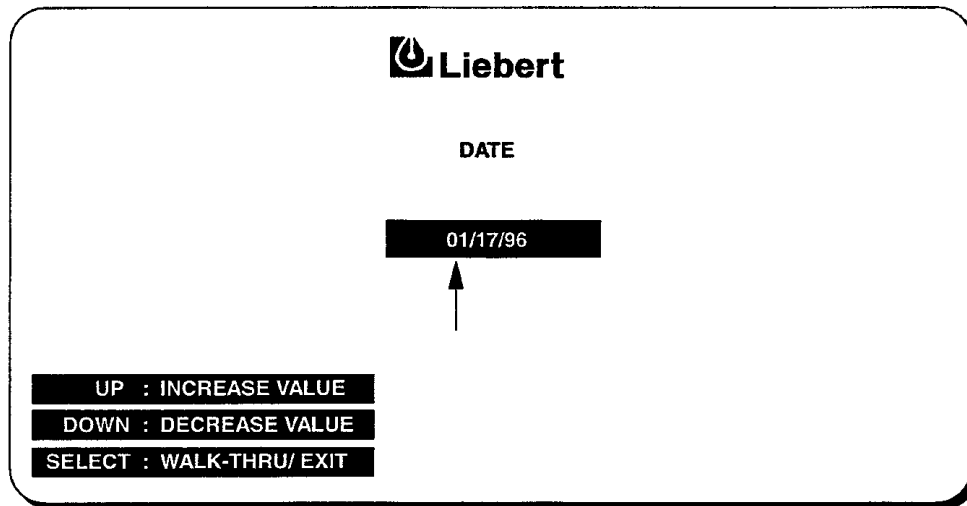 Liebert
DATE
01/17/96
UP : INCREASE VALUE
DOWN : DECREASE VALUE
SELECT : WALK-THRU/ EXIT